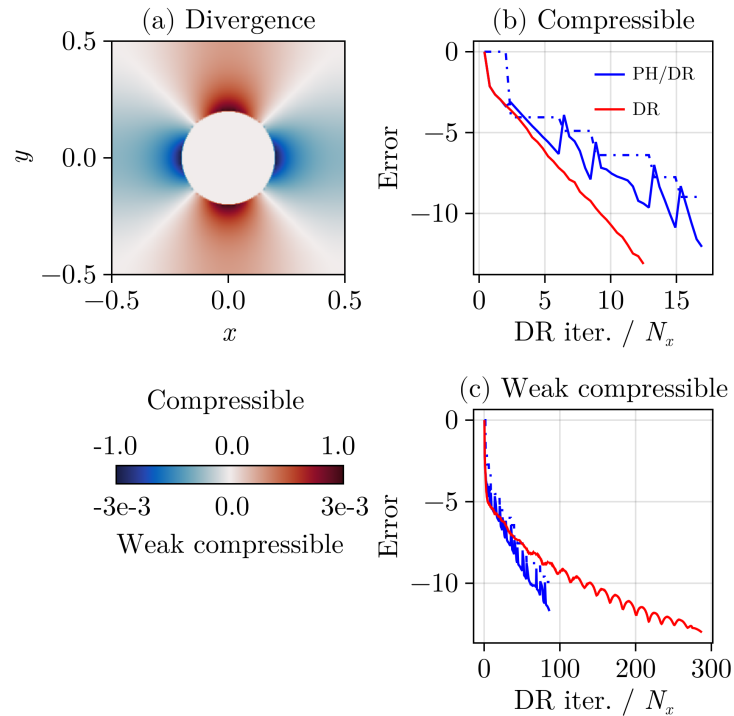 (a) Divergence
0.5
0.0
−0.5
y
−0.5
0.0
0.5
x
(b) Compressible
0
−5
−10
Error
PH/DR
DR
0
5
10
15
DR iter. / Nₓ
Compressible
-1.0
0.0
1.0
-3e-3
0.0
3e-3
Weak compressible
(c) Weak compressible
0
−5
−10
Error
0
100
200
300
DR iter. / Nₓ